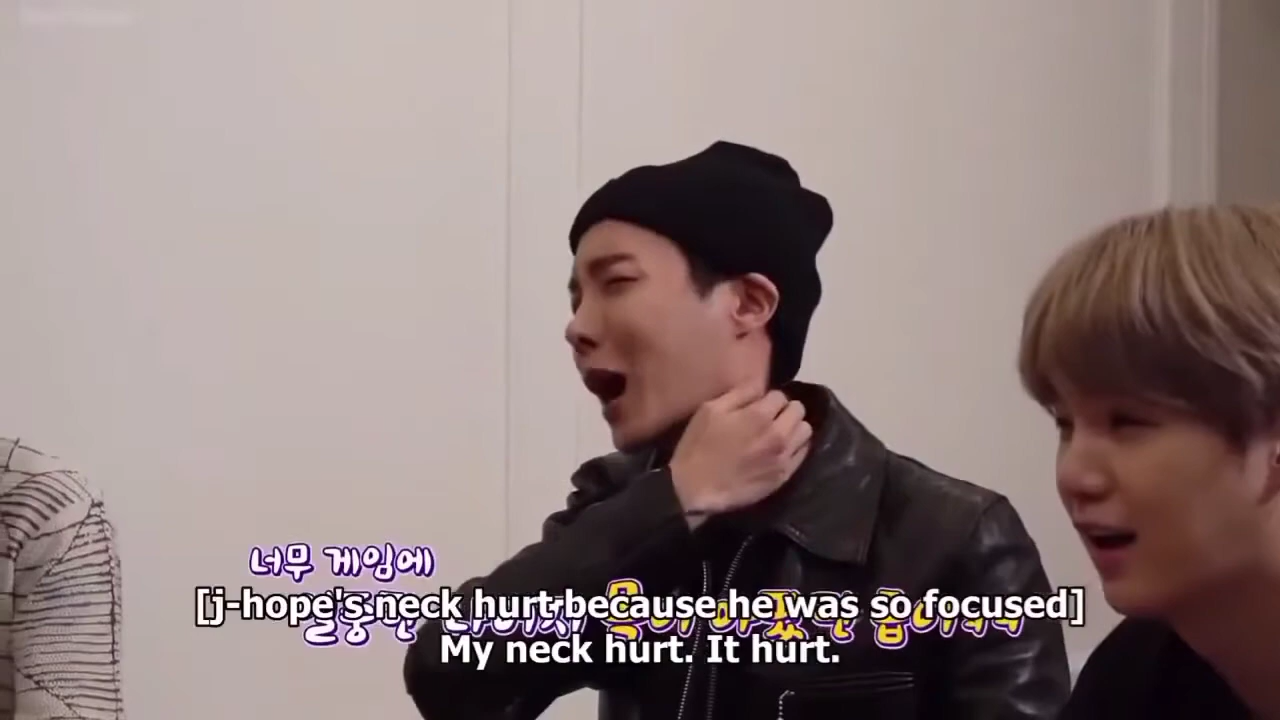 너무 게임에
[j-hope's neck hurt because he was so focused]
My neck hurt. It hurt.